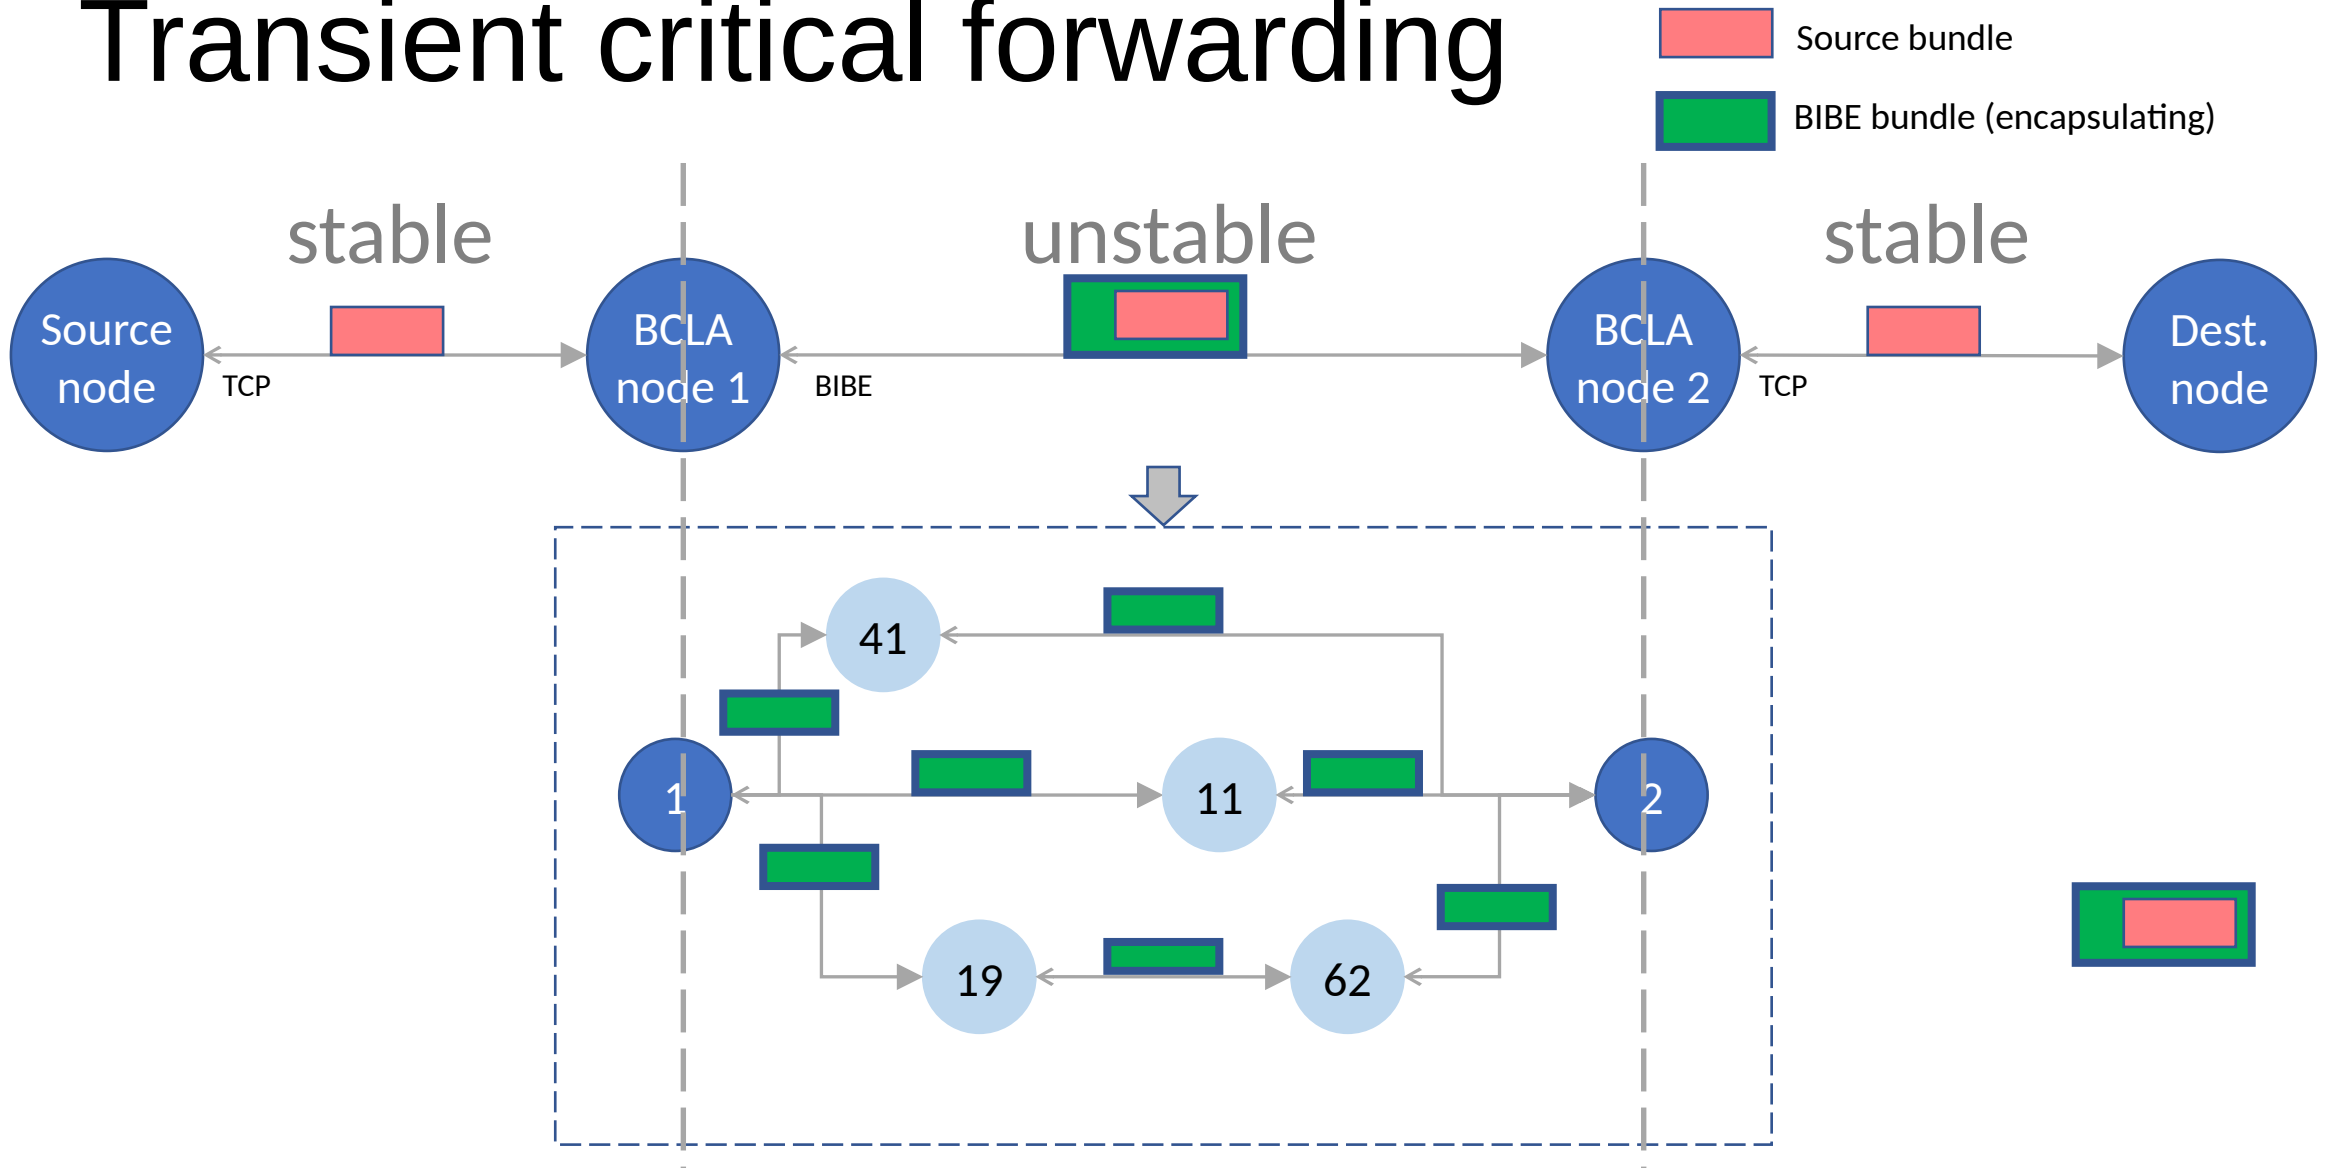 Transient critical forwarding
Source bundle
BIBE bundle (encapsulating)
stable
unstable
stable
Source
node
TCP
BCLA
node 1
BIBE
BCLA
node 2
TCP
Dest.
node
41
1
11
2
19
62